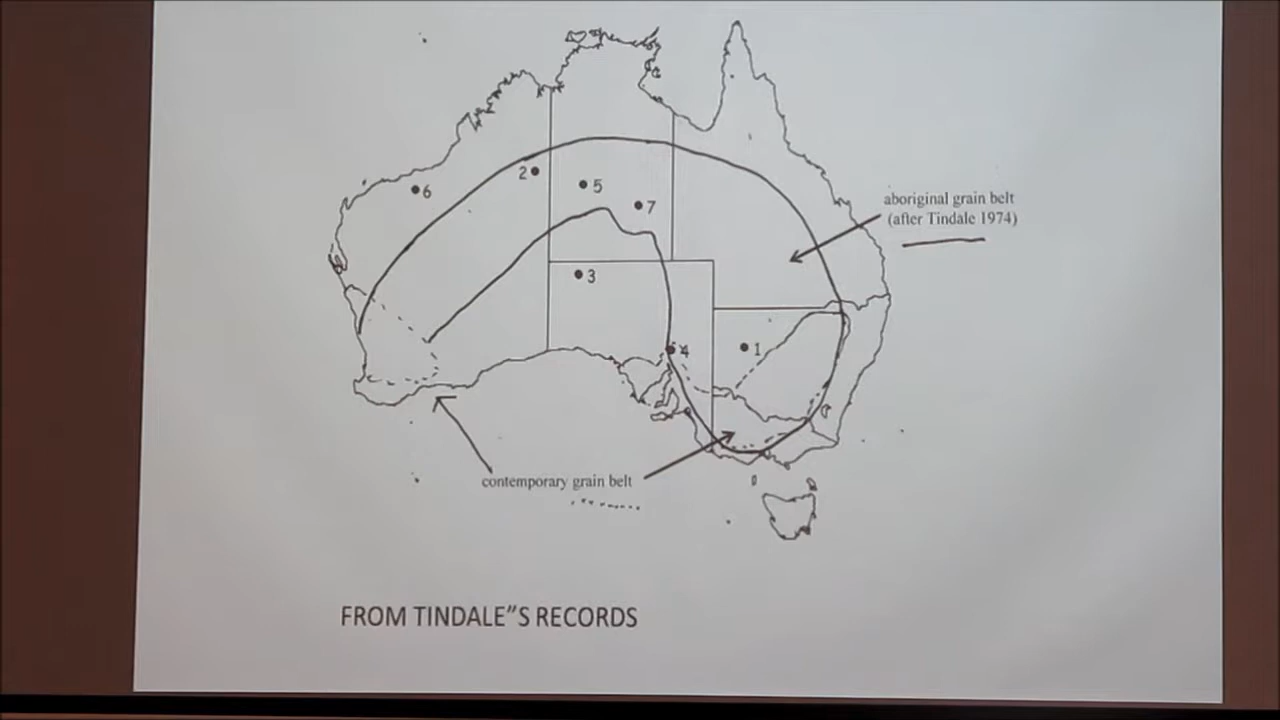 6
2
5
7
aboriginal grain belt
(after Tindale 1974)
3
4
1
contemporary grain belt
FROM TINDALE"S RECORDS